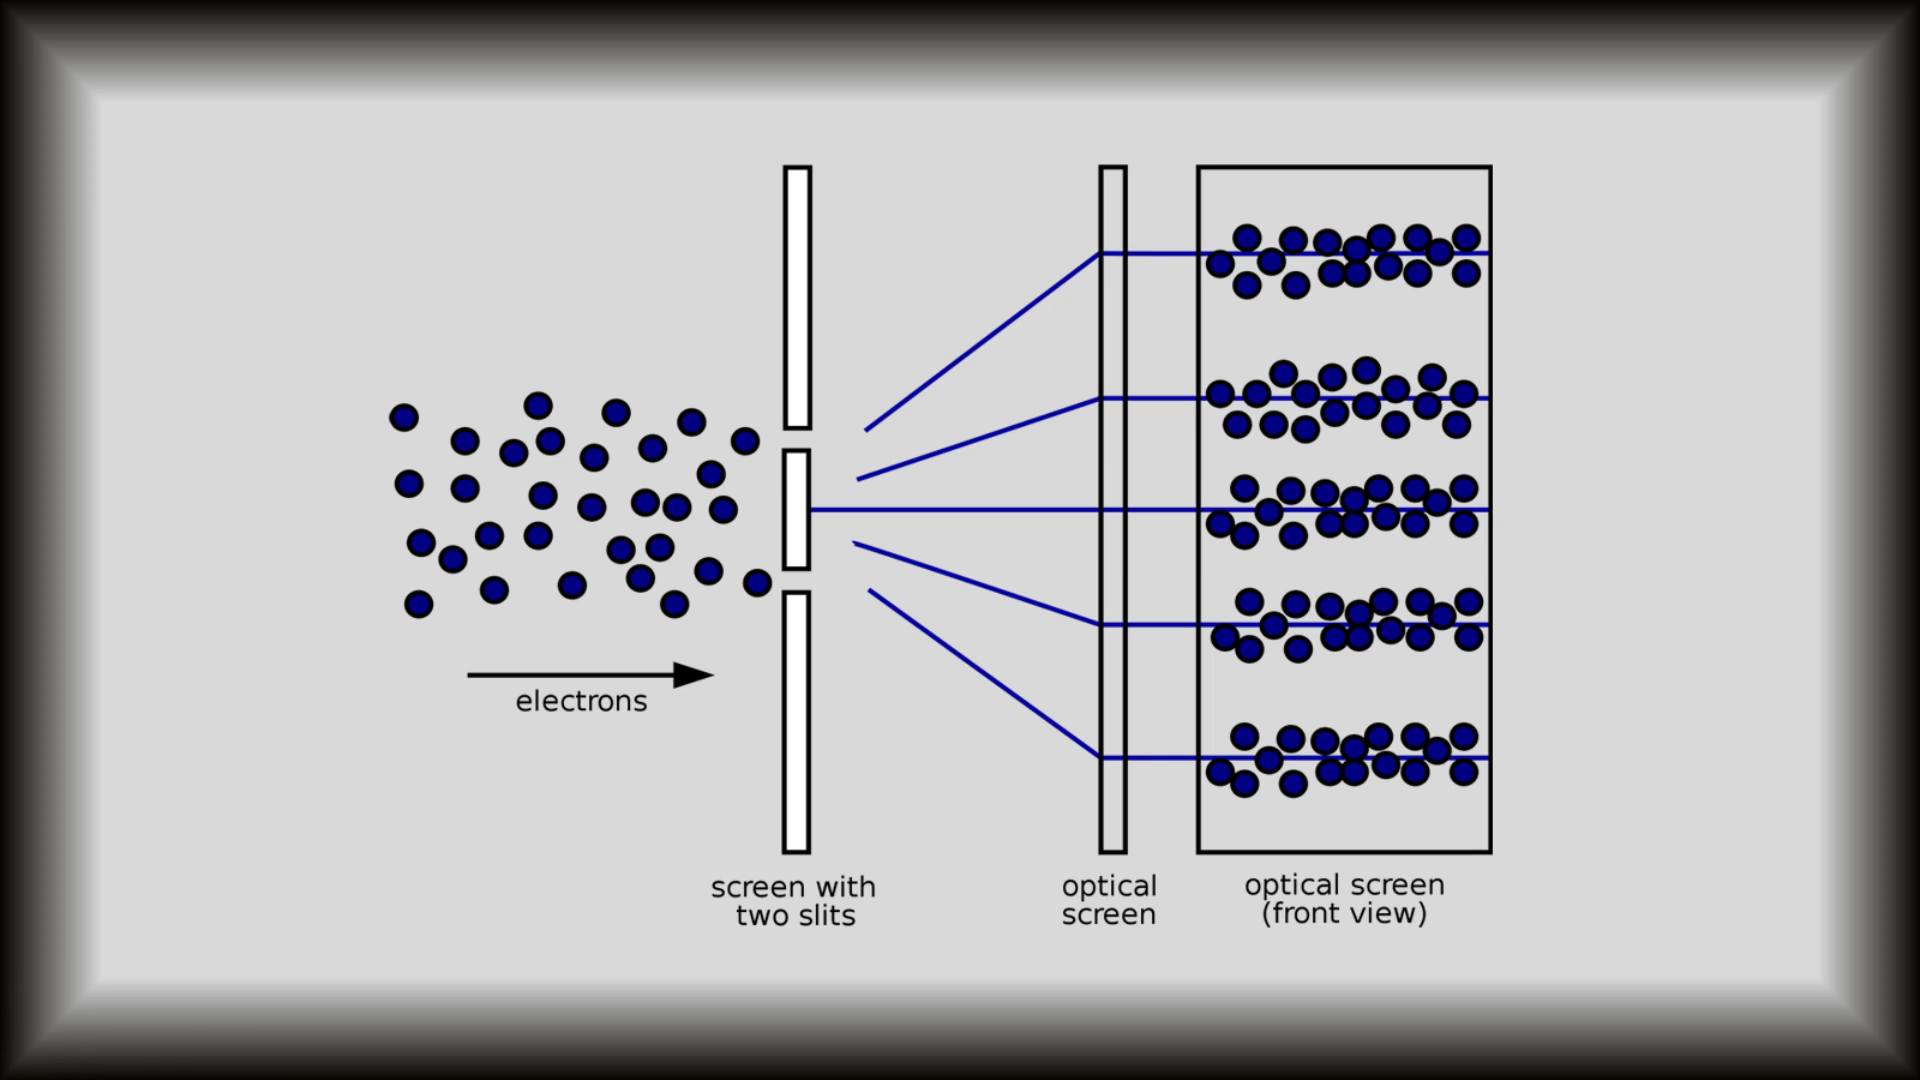 electrons
screen with
two slits
optical
screen
optical screen
(front view)